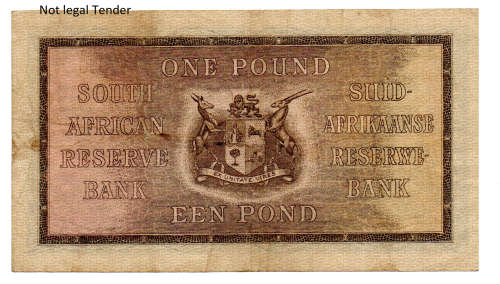 Not legal Tender
ONE POUND
SOUTH
AFRICAN
RESERVE
BANK
SUID-
AFRIKAANSE
RESERWE-
BANK
EX UNITATE VIRES
EEN POND